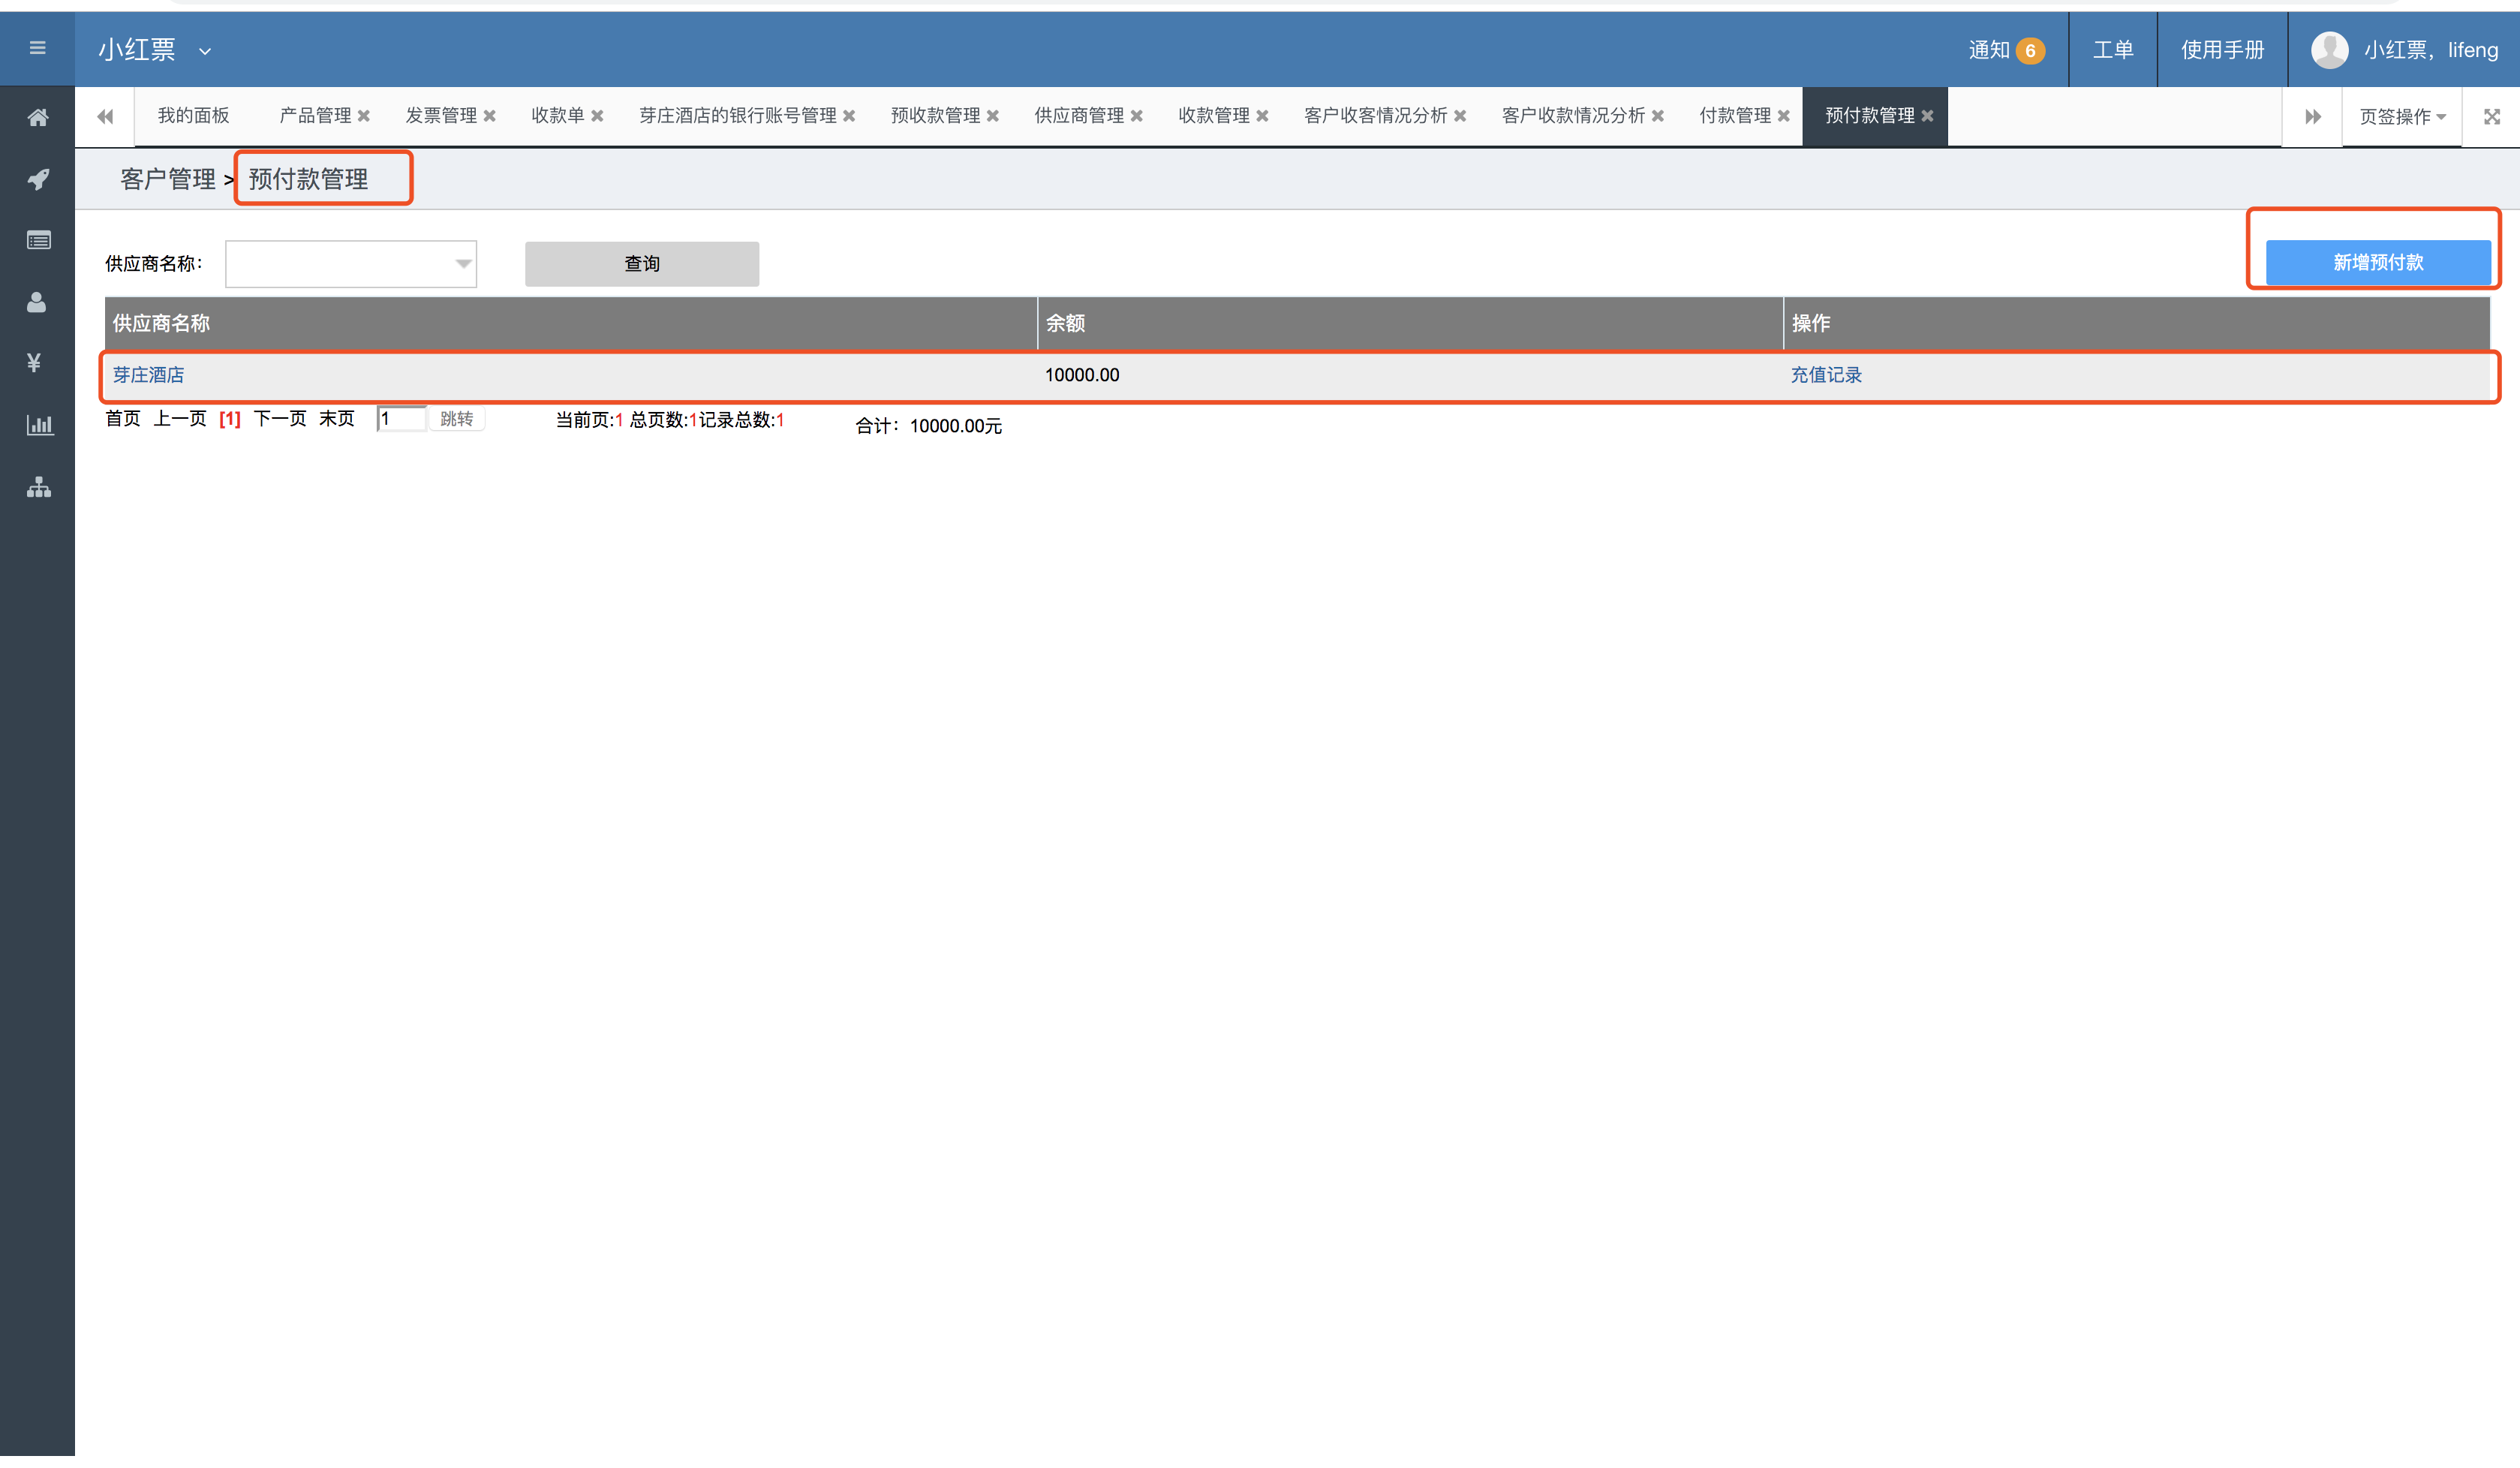 小红票
通知 6 工单 使用手册 小红票，lifeng
我的面板 产品管理 发票管理 收款单 芽庄酒店的银行账号管理 预收款管理 供应商管理 收款管理 客户收客情况分析 客户收款情况分析 付款管理 预付款管理 页签操作
客户管理 > 预付款管理
供应商名称： 查询 新增预付款
供应商名称 余额 操作
芽庄酒店 10000.00 充值记录
首页 上一页 [1] 下一页 末页 1 跳转 当前页:1 总页数:1记录总数:1 合计：10000.00元